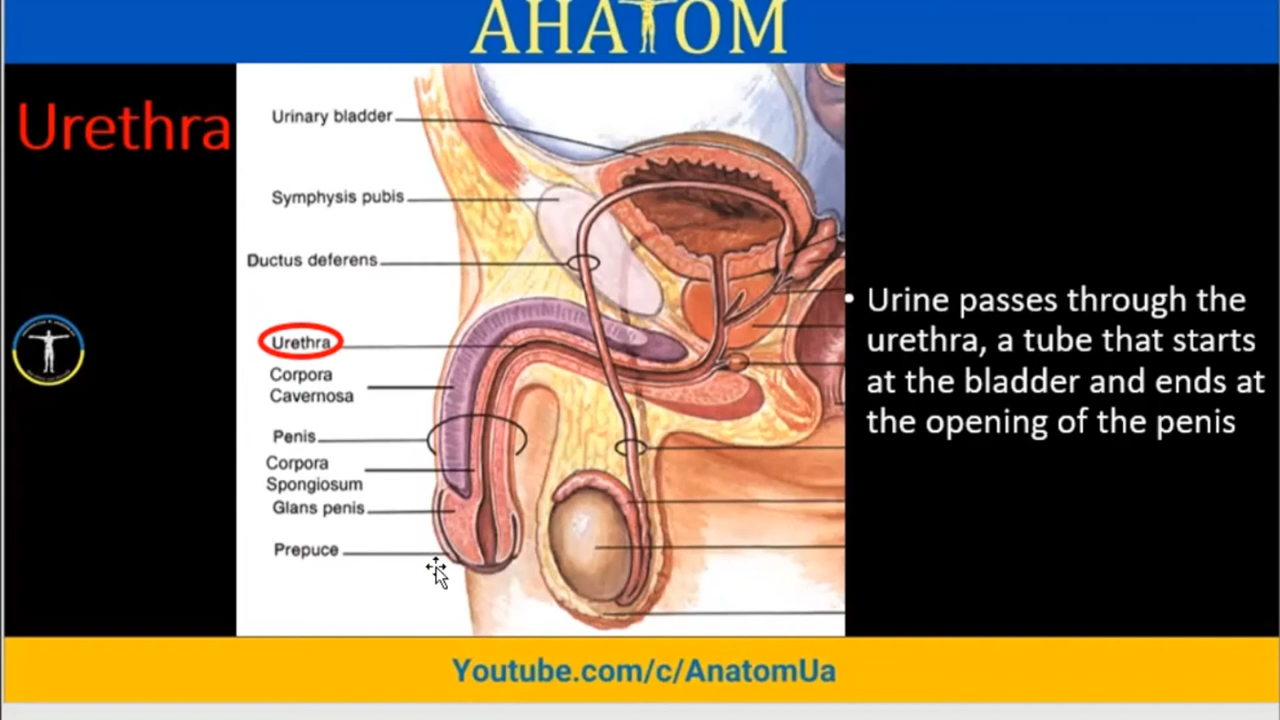 AHATOM
Urethra
Urinary bladder
Symphysis pubis
Ductus deferens
Urethra
Corpora
Cavernosa
Penis
Corpora
Spongiosum
Glans penis
Prepuce
• Urine passes through the
urethra, a tube that starts
at the bladder and ends at
the opening of the penis
Youtube.com/c/AnatomUa